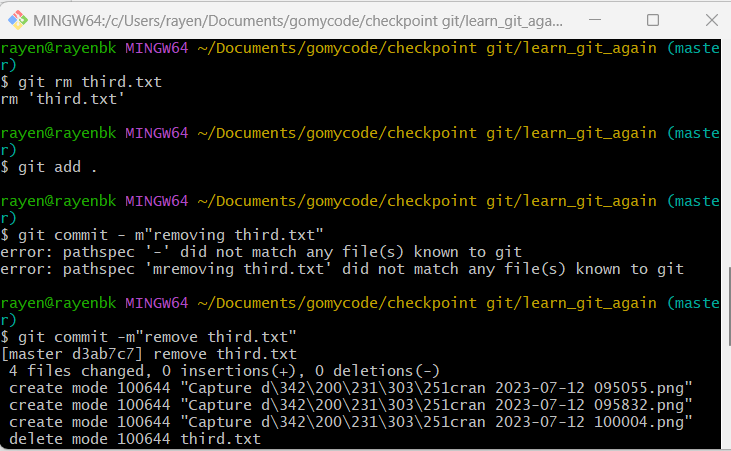 MINGW64:/c/Users/rayen/Documents/gomycode/checkpoint git/learn_git_aga...
rayen@rayenbk MINGW64 ~/Documents/gomycode/checkpoint git/learn_git_again (maste
r)
$ git rm third.txt
rm 'third.txt'
rayen@rayenbk MINGW64 ~/Documents/gomycode/checkpoint git/learn_git_again (maste
r)
$ git add .
rayen@rayenbk MINGW64 ~/Documents/gomycode/checkpoint git/learn_git_again (maste
r)
$ git commit - m"removing third.txt"
error: pathspec '-' did not match any file(s) known to git
error: pathspec 'mremoving third.txt' did not match any file(s) known to git
rayen@rayenbk MINGW64 ~/Documents/gomycode/checkpoint git/learn_git_again (maste
r)
$ git commit -m"remove third.txt"
[master d3ab7c7] remove third.txt
 4 files changed, 0 insertions(+), 0 deletions(-)
 create mode 100644 "Capture d\342\200\231\303\251cran 2023-07-12 095055.png"
 create mode 100644 "Capture d\342\200\231\303\251cran 2023-07-12 095832.png"
 create mode 100644 "Capture d\342\200\231\303\251cran 2023-07-12 100004.png"
 delete mode 100644 third.txt